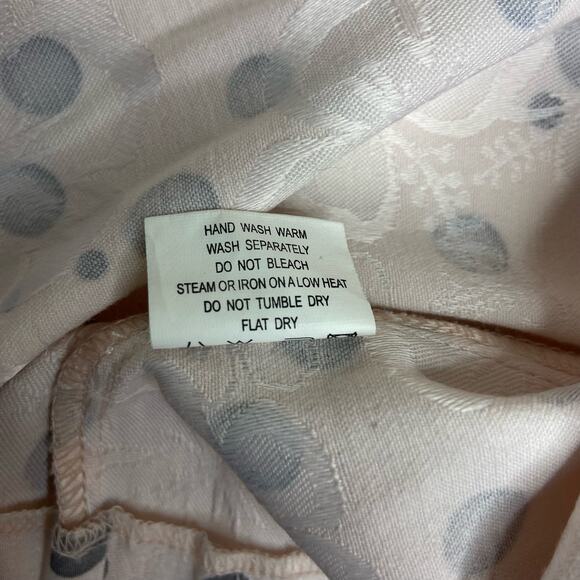 HAND WASH WARM
WASH SEPARATELY
DO NOT BLEACH
STEAM OR IRON ON A LOW HEAT
DO NOT TUMBLE DRY
FLAT DRY